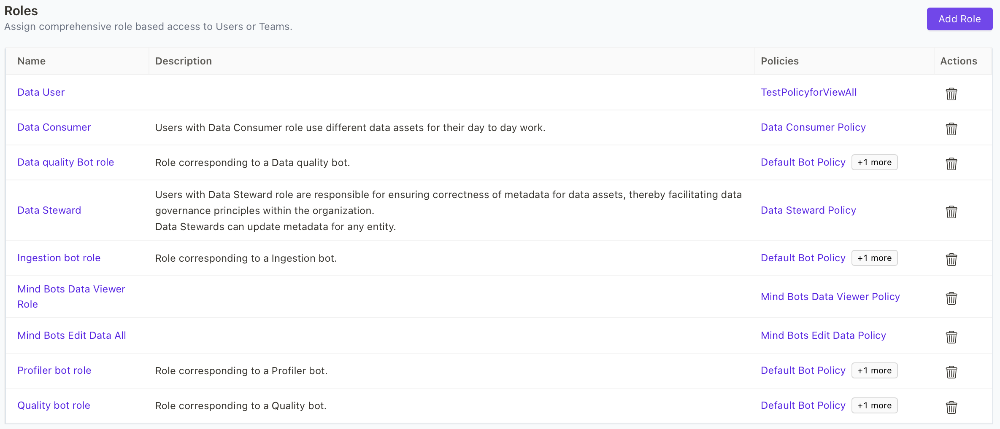 Roles
Assign comprehensive role based access to Users or Teams.
Add Role
Name Description Policies Actions
Data User TestPolicyforViewAll
Data Consumer Users with Data Consumer role use different data assets for their day to day work. Data Consumer Policy
Data quality Bot role Role corresponding to a Data quality bot. Default Bot Policy +1 more
Users with Data Steward role are responsible for ensuring correctness of metadata for data assets, thereby facilitating data
Data Steward governance principles within the organization. Data Steward Policy
Data Stewards can update metadata for any entity.
Ingestion bot role Role corresponding to a Ingestion bot. Default Bot Policy +1 more
Mind Bots Data Viewer
Role
Mind Bots Data Viewer Policy
Mind Bots Edit Data All Mind Bots Edit Data Policy
Profiler bot role Role corresponding to a Profiler bot. Default Bot Policy +1 more
Quality bot role Role corresponding to a Quality bot. Default Bot Policy +1 more